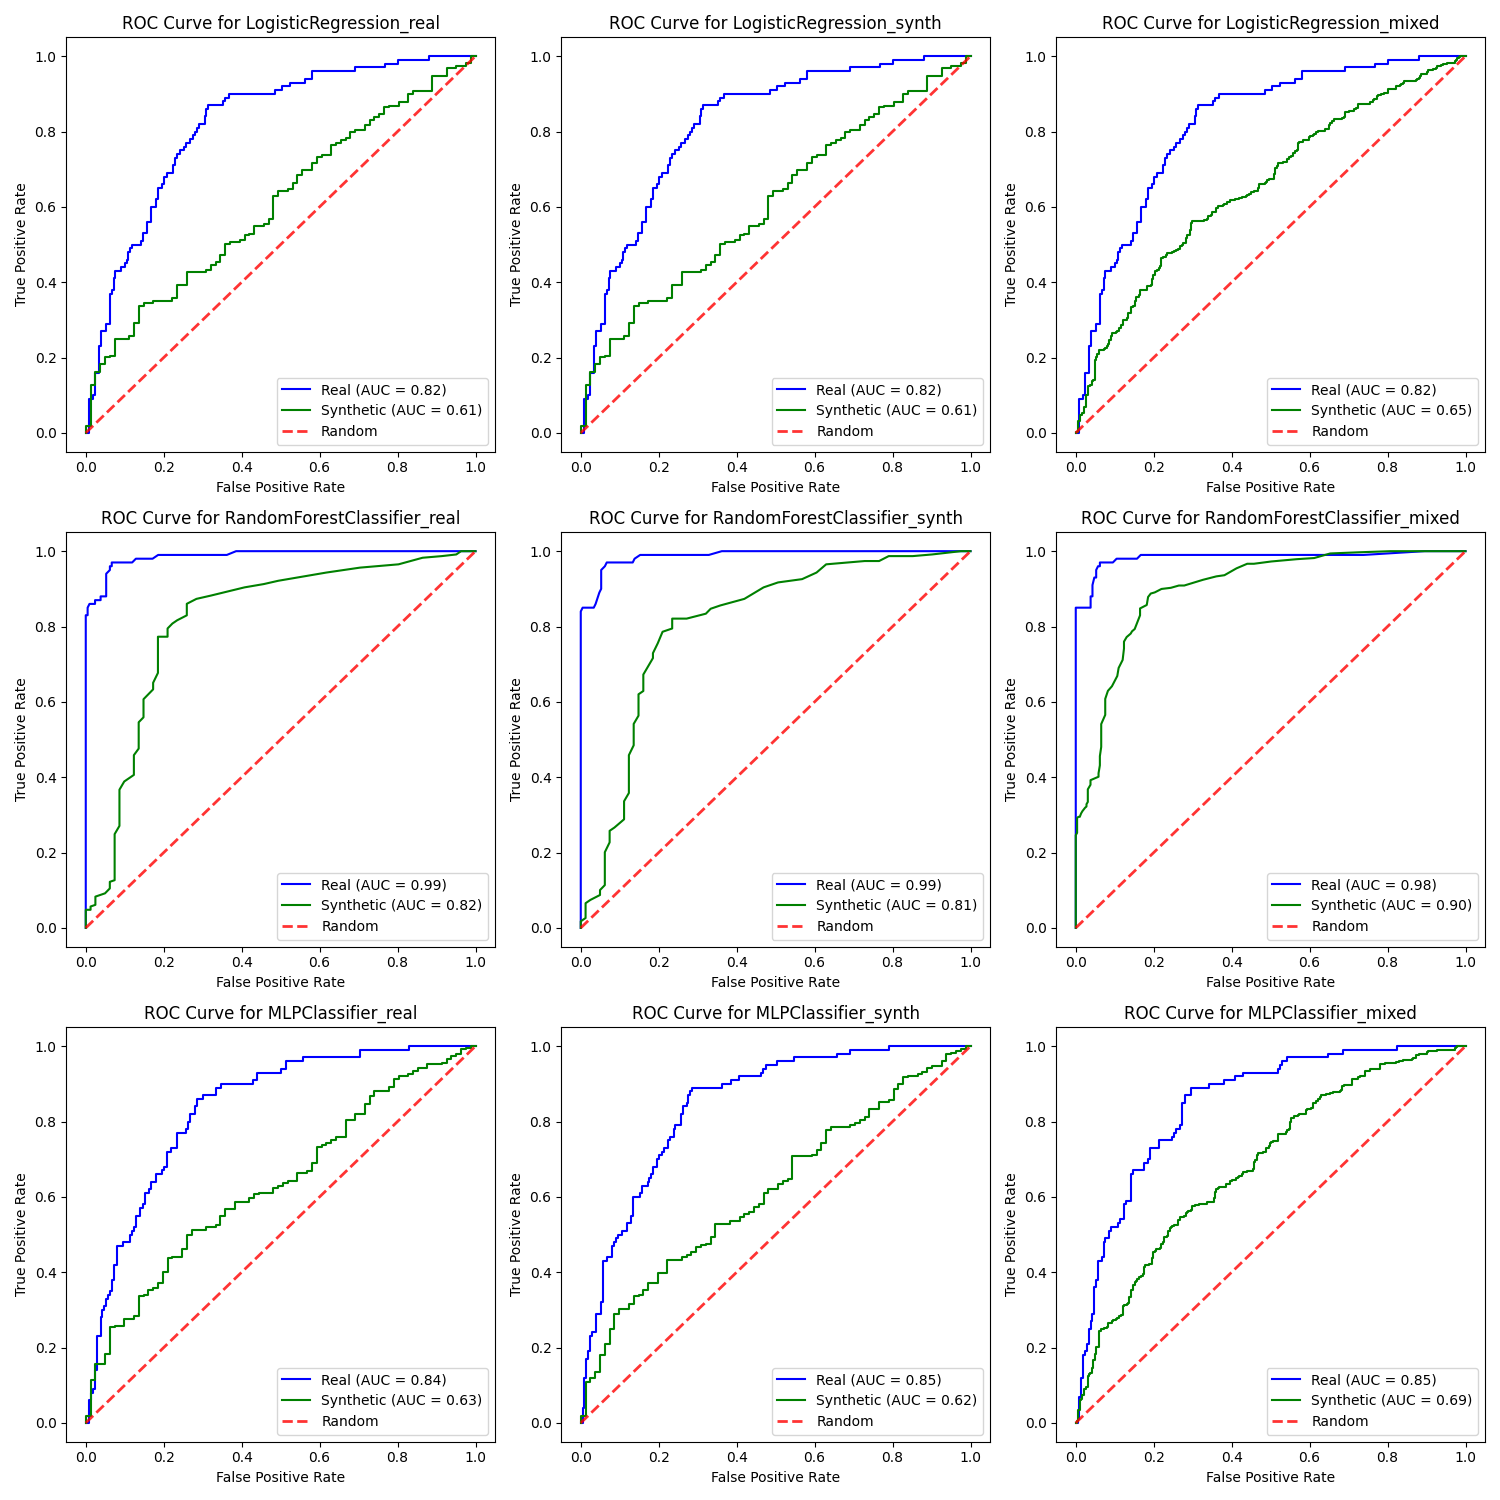 ROC Curve for LogisticRegression_real
True Positive Rate
1.0
0.8
0.6
0.4
0.2
0.0
Real (AUC = 0.82)
Synthetic (AUC = 0.61)
Random
0.0 0.2 0.4 0.6 0.8 1.0
False Positive Rate
ROC Curve for LogisticRegression_synth
True Positive Rate
1.0
0.8
0.6
0.4
0.2
0.0
Real (AUC = 0.82)
Synthetic (AUC = 0.61)
Random
0.0 0.2 0.4 0.6 0.8 1.0
False Positive Rate
ROC Curve for LogisticRegression_mixed
True Positive Rate
1.0
0.8
0.6
0.4
0.2
0.0
Real (AUC = 0.82)
Synthetic (AUC = 0.65)
Random
0.0 0.2 0.4 0.6 0.8 1.0
False Positive Rate
ROC Curve for RandomForestClassifier_real
True Positive Rate
1.0
0.8
0.6
0.4
0.2
0.0
Real (AUC = 0.99)
Synthetic (AUC = 0.82)
Random
0.0 0.2 0.4 0.6 0.8 1.0
False Positive Rate
ROC Curve for RandomForestClassifier_synth
True Positive Rate
1.0
0.8
0.6
0.4
0.2
0.0
Real (AUC = 0.99)
Synthetic (AUC = 0.81)
Random
0.0 0.2 0.4 0.6 0.8 1.0
False Positive Rate
ROC Curve for RandomForestClassifier_mixed
True Positive Rate
1.0
0.8
0.6
0.4
0.2
0.0
Real (AUC = 0.98)
Synthetic (AUC = 0.90)
Random
0.0 0.2 0.4 0.6 0.8 1.0
False Positive Rate
ROC Curve for MLPClassifier_real
True Positive Rate
1.0
0.8
0.6
0.4
0.2
0.0
Real (AUC = 0.84)
Synthetic (AUC = 0.63)
Random
0.0 0.2 0.4 0.6 0.8 1.0
False Positive Rate
ROC Curve for MLPClassifier_synth
True Positive Rate
1.0
0.8
0.6
0.4
0.2
0.0
Real (AUC = 0.85)
Synthetic (AUC = 0.62)
Random
0.0 0.2 0.4 0.6 0.8 1.0
False Positive Rate
ROC Curve for MLPClassifier_mixed
True Positive Rate
1.0
0.8
0.6
0.4
0.2
0.0
Real (AUC = 0.85)
Synthetic (AUC = 0.69)
Random
0.0 0.2 0.4 0.6 0.8 1.0
False Positive Rate